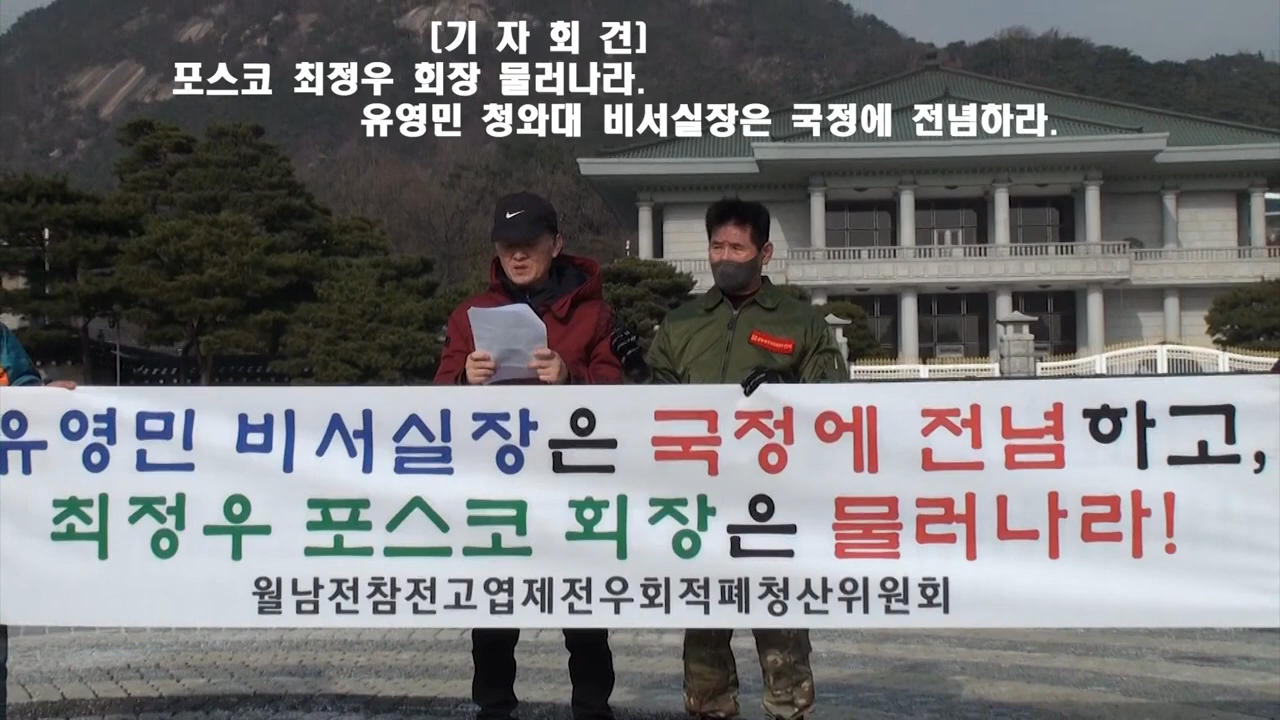 [기 자 회 견]
포스코 최정우 회장 물러나라.
유영민 청와대 비서실장은 국정에 전념하라.
유영민 비서실장은 국정에 전념하고,
최정우 포스코 회장은 물러나라!
월남전참전고엽제전우회적폐청산위원회